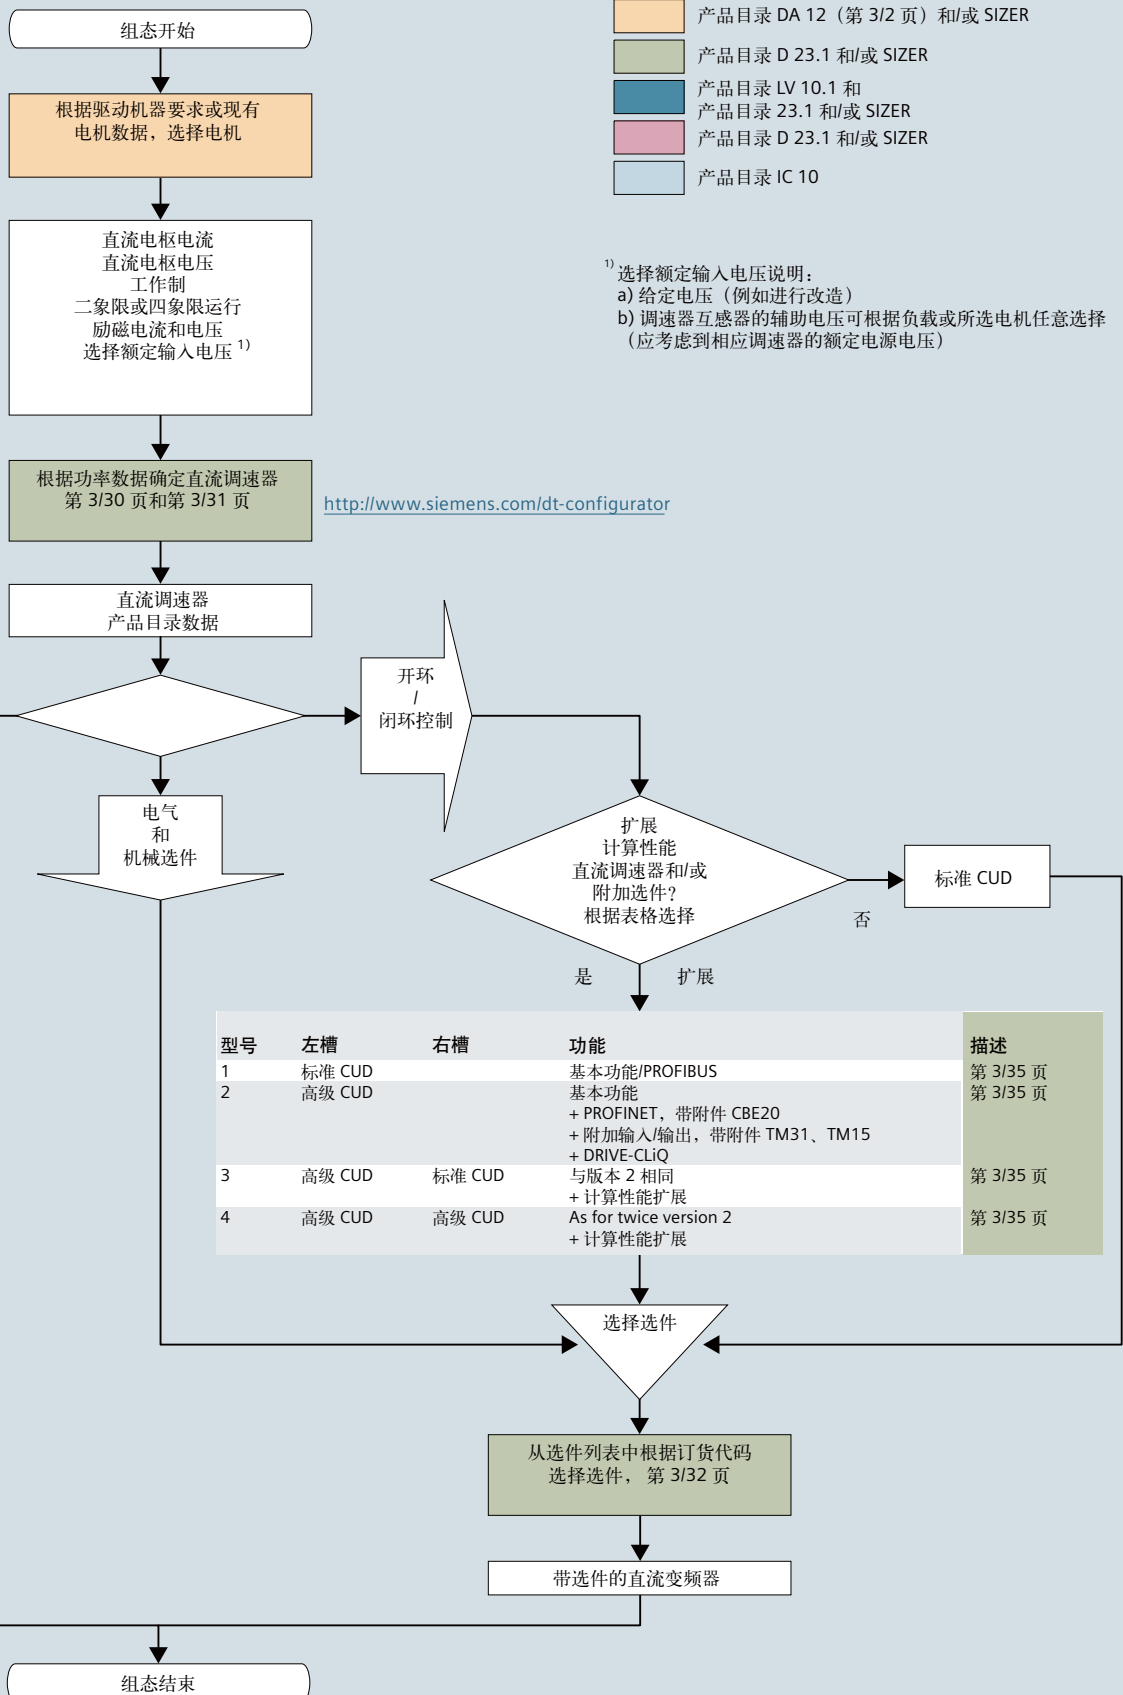 组态开始
根据驱动机器要求或现有
电机数据，选择电机
直流电枢电流
直流电枢电压
工作制
二象限或四象限运行
励磁电流和电压
选择额定输入电压 1)
根据功率数据确定直流调速器
第 3/30 页和第 3/31 页
http://www.siemens.com/dt-configurator
产品目录 DA 12（第 3/2 页）和/或 SIZER
产品目录 D 23.1 和/或 SIZER
产品目录 LV 10.1 和
产品目录 23.1 和/或 SIZER
产品目录 D 23.1 和/或 SIZER
产品目录 IC 10
1) 选择额定输入电压说明：
a) 给定电压（例如进行改造）
b) 调速器互感器的辅助电压可根据负载或所选电机任意选择
（应考虑到相应调速器的额定电源电压）
直流调速器
产品目录数据
开环
/
闭环控制
电气
和
机械选件
扩展
计算性能
直流调速器和/或
附加选件？
根据表格选择
否
标准 CUD
是 扩展
型号 左槽 右槽 功能 描述
1 标准 CUD 基本功能/PROFIBUS 第 3/35 页
2 高级 CUD 基本功能 第 3/35 页
+ PROFINET，带附件 CBE20
+ 附加输入/输出，带附件 TM31、TM15
+ DRIVE-CLiQ
3 高级 CUD 标准 CUD 与版本 2 相同 第 3/35 页
+ 计算性能扩展
4 高级 CUD 高级 CUD As for twice version 2 第 3/35 页
+ 计算性能扩展
选择选件
从选件列表中根据订货代码
选择选件， 第 3/32 页
带选件的直流变频器
组态结束